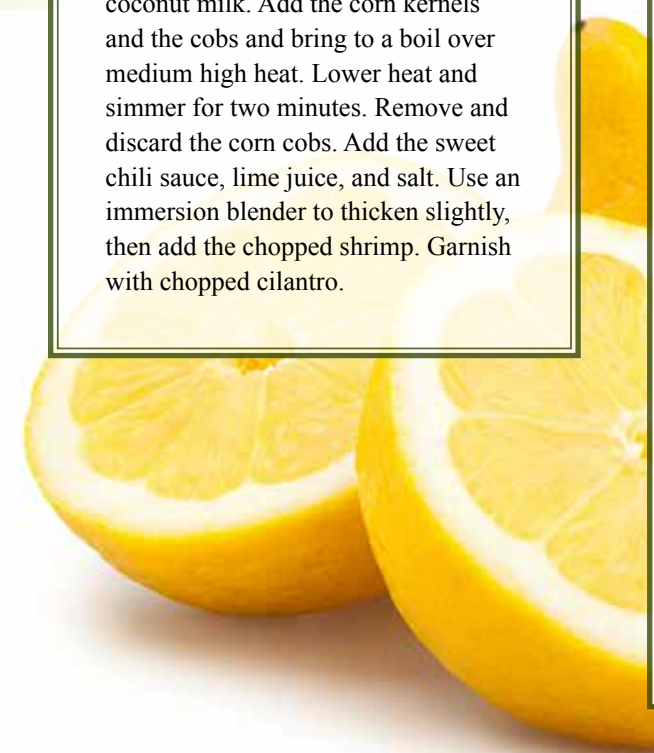 coconut milk. Add the corn kernels
and the cobs and bring to a boil over
medium high heat. Lower heat and
simmer for two minutes. Remove and
discard the corn cobs. Add the sweet
chili sauce, lime juice, and salt. Use an
immersion blender to thicken slightly,
then add the chopped shrimp. Garnish
with chopped cilantro.